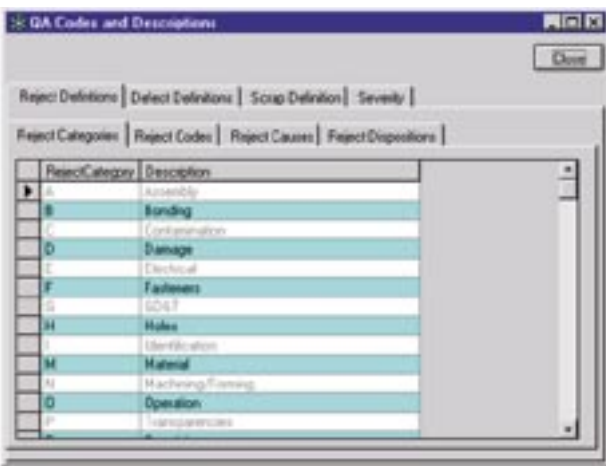 QA Codes and Descriptions
Close
Reject Definitions Defect Definitions Scrap Definition Severity
Reject Categories Reject Codes Reject Causes Reject Dispositions
RejectCategory Description
A Assembly
B Bonding
C Contamination
D Damage
E Electrical
F Fasteners
G GD&T
H Holes
I Identification
M Material
N Machining/Forming
O Operation
P Transparencies